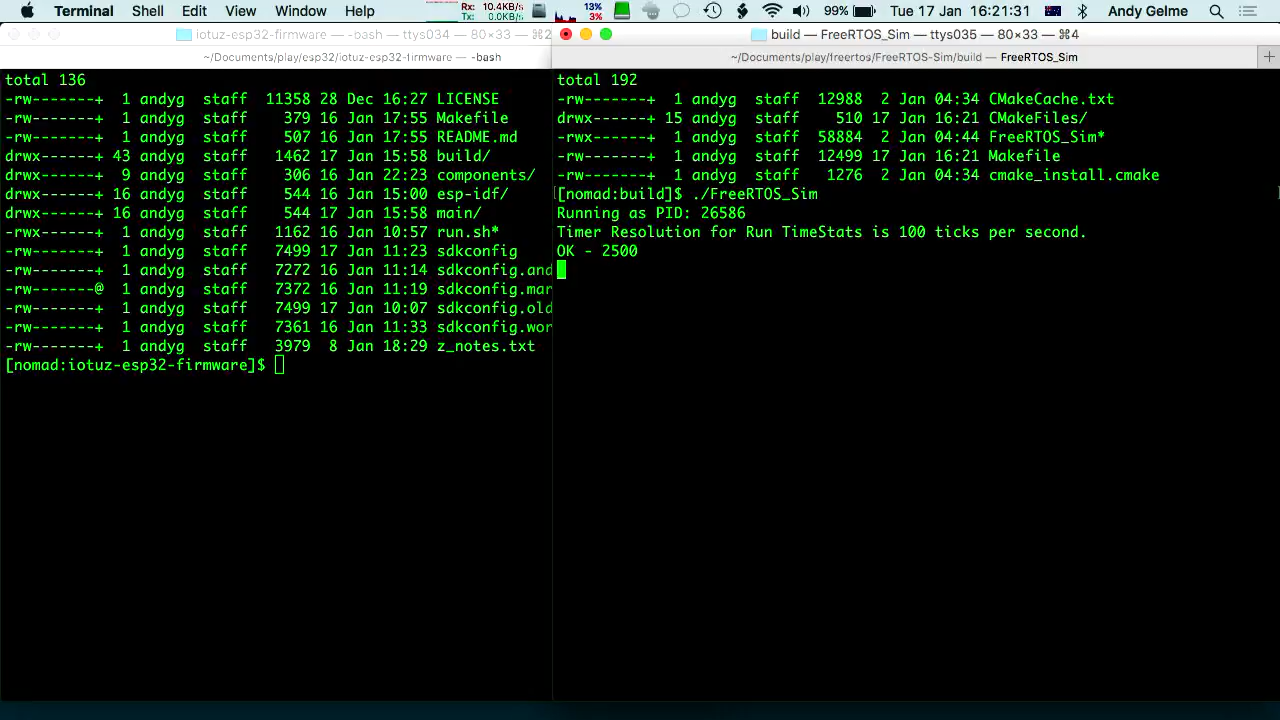 Terminal Shell Edit View Window Help Rx: 10.4KB/s Tx: 0.0KB/s 13% 3% 99% Tue 17 Jan 16:21:31 Andy Gelme
iotuz-esp32-firmware — -bash — ttys034 — 80×33 — ⌘2
~/Documents/play/esp32/iotuz-esp32-firmware — -bash
total 136
-rw-------+ 1 andyg staff 11358 28 Dec 16:27 LICENSE
-rw-------+ 1 andyg staff 379 16 Jan 17:55 Makefile
-rw-------+ 1 andyg staff 507 16 Jan 17:55 README.md
drwx------+ 43 andyg staff 1462 17 Jan 15:58 build/
drwx------+ 9 andyg staff 306 16 Jan 22:23 components/
drwx------+ 16 andyg staff 544 16 Jan 15:00 esp-idf/
drwx------+ 16 andyg staff 544 17 Jan 15:58 main/
-rwx------+ 1 andyg staff 1162 16 Jan 10:57 run.sh*
-rw-------+ 1 andyg staff 7499 17 Jan 11:23 sdkconfig
-rw-------+ 1 andyg staff 7272 16 Jan 11:14 sdkconfig.and
-rw-------@ 1 andyg staff 7372 16 Jan 11:19 sdkconfig.mar
-rw-------+ 1 andyg staff 7499 17 Jan 10:07 sdkconfig.old
-rw-------+ 1 andyg staff 7361 16 Jan 11:33 sdkconfig.wor
-rw-------+ 1 andyg staff 3979 8 Jan 18:29 z_notes.txt
[nomad:iotuz-esp32-firmware]$
build — FreeRTOS_Sim — ttys035 — 80×33 — ⌘4
~/Documents/play/freertos/FreeRTOS-Sim/build — FreeRTOS_Sim
total 192
-rw-------+ 1 andyg staff 12988 2 Jan 04:34 CMakeCache.txt
drwx------+ 15 andyg staff 510 17 Jan 16:21 CMakeFiles/
-rwx------+ 1 andyg staff 58884 2 Jan 04:44 FreeRTOS_Sim*
-rw-------+ 1 andyg staff 12499 17 Jan 16:21 Makefile
-rw-------+ 1 andyg staff 1276 2 Jan 04:34 cmake_install.cmake
[nomad:build]$ ./FreeRTOS_Sim
Running as PID: 26586
Timer Resolution for Run TimeStats is 100 ticks per second.
OK - 2500